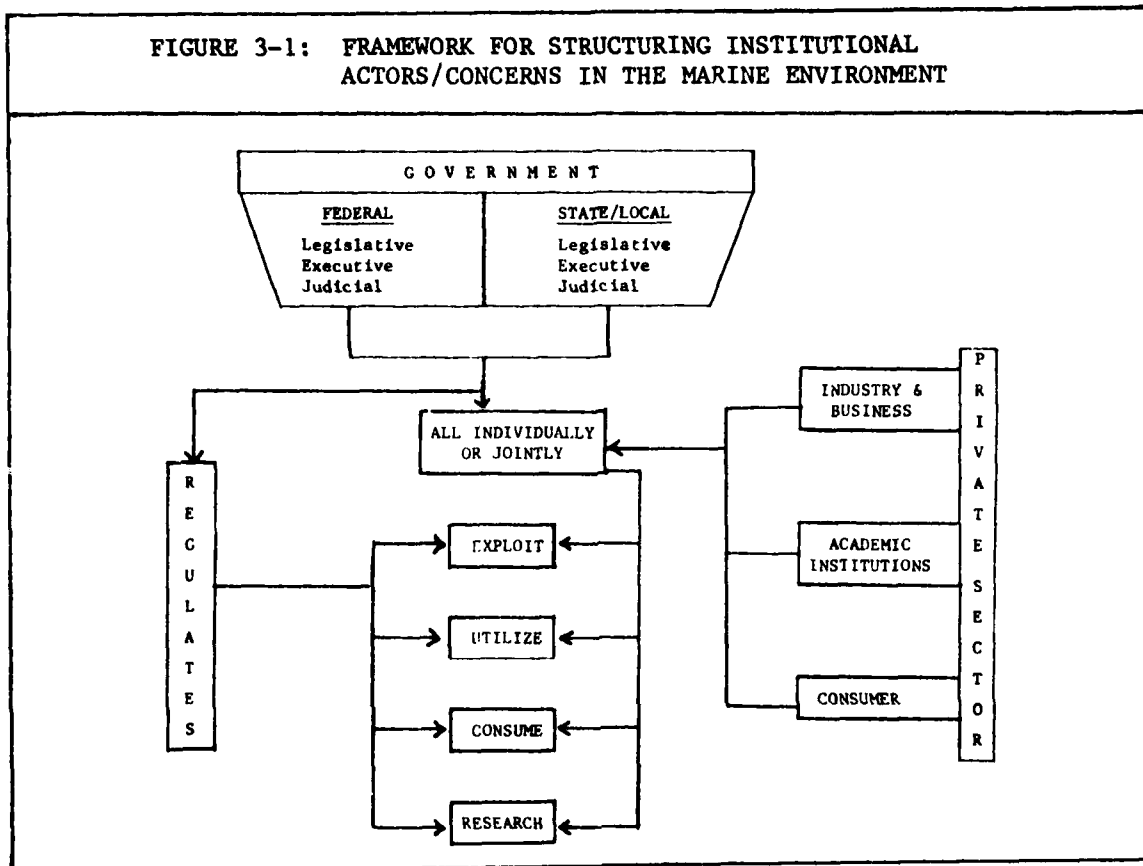 FIGURE 3-1: FRAMEWORK FOR STRUCTURING INSTITUTIONAL
ACTORS/CONCERNS IN THE MARINE ENVIRONMENT
GOVERNMENT
FEDERAL
Legislative
Executive
Judicial
STATE/LOCAL
Legislative
Executive
Judicial
ALL INDIVIDUALLY
OR JOINTLY
REGULATES
EXPLOIT
UTILIZE
CONSUME
RESEARCH
INDUSTRY &
BUSINESS
ACADEMIC
INSTITUTIONS
CONSUMER
PRIVATE SECTOR